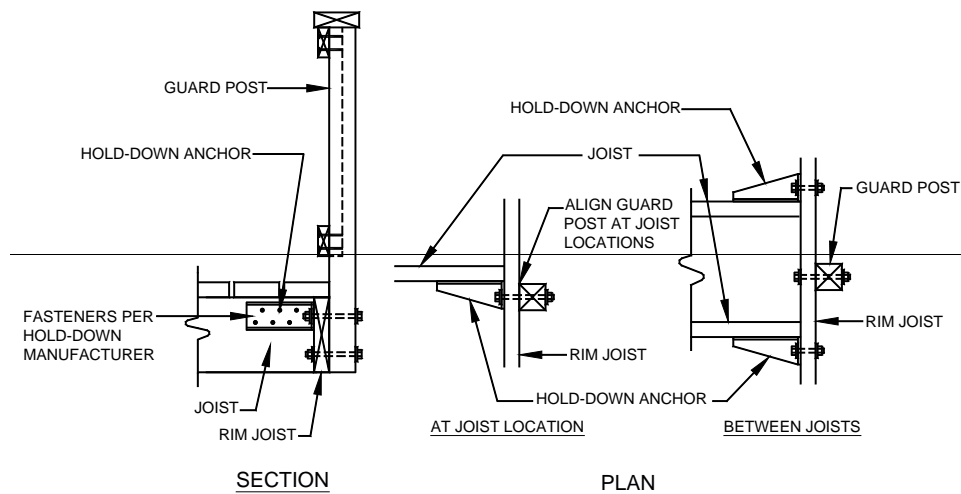 GUARD POST
HOLD-DOWN ANCHOR
FASTENERS PER
HOLD-DOWN
MANUFACTURER
JOIST
RIM JOIST
SECTION
HOLD-DOWN ANCHOR
JOIST
GUARD POST
ALIGN GUARD
POST AT JOIST
LOCATIONS
RIM JOIST
RIM JOIST
HOLD-DOWN ANCHOR
AT JOIST LOCATION
BETWEEN JOISTS
PLAN